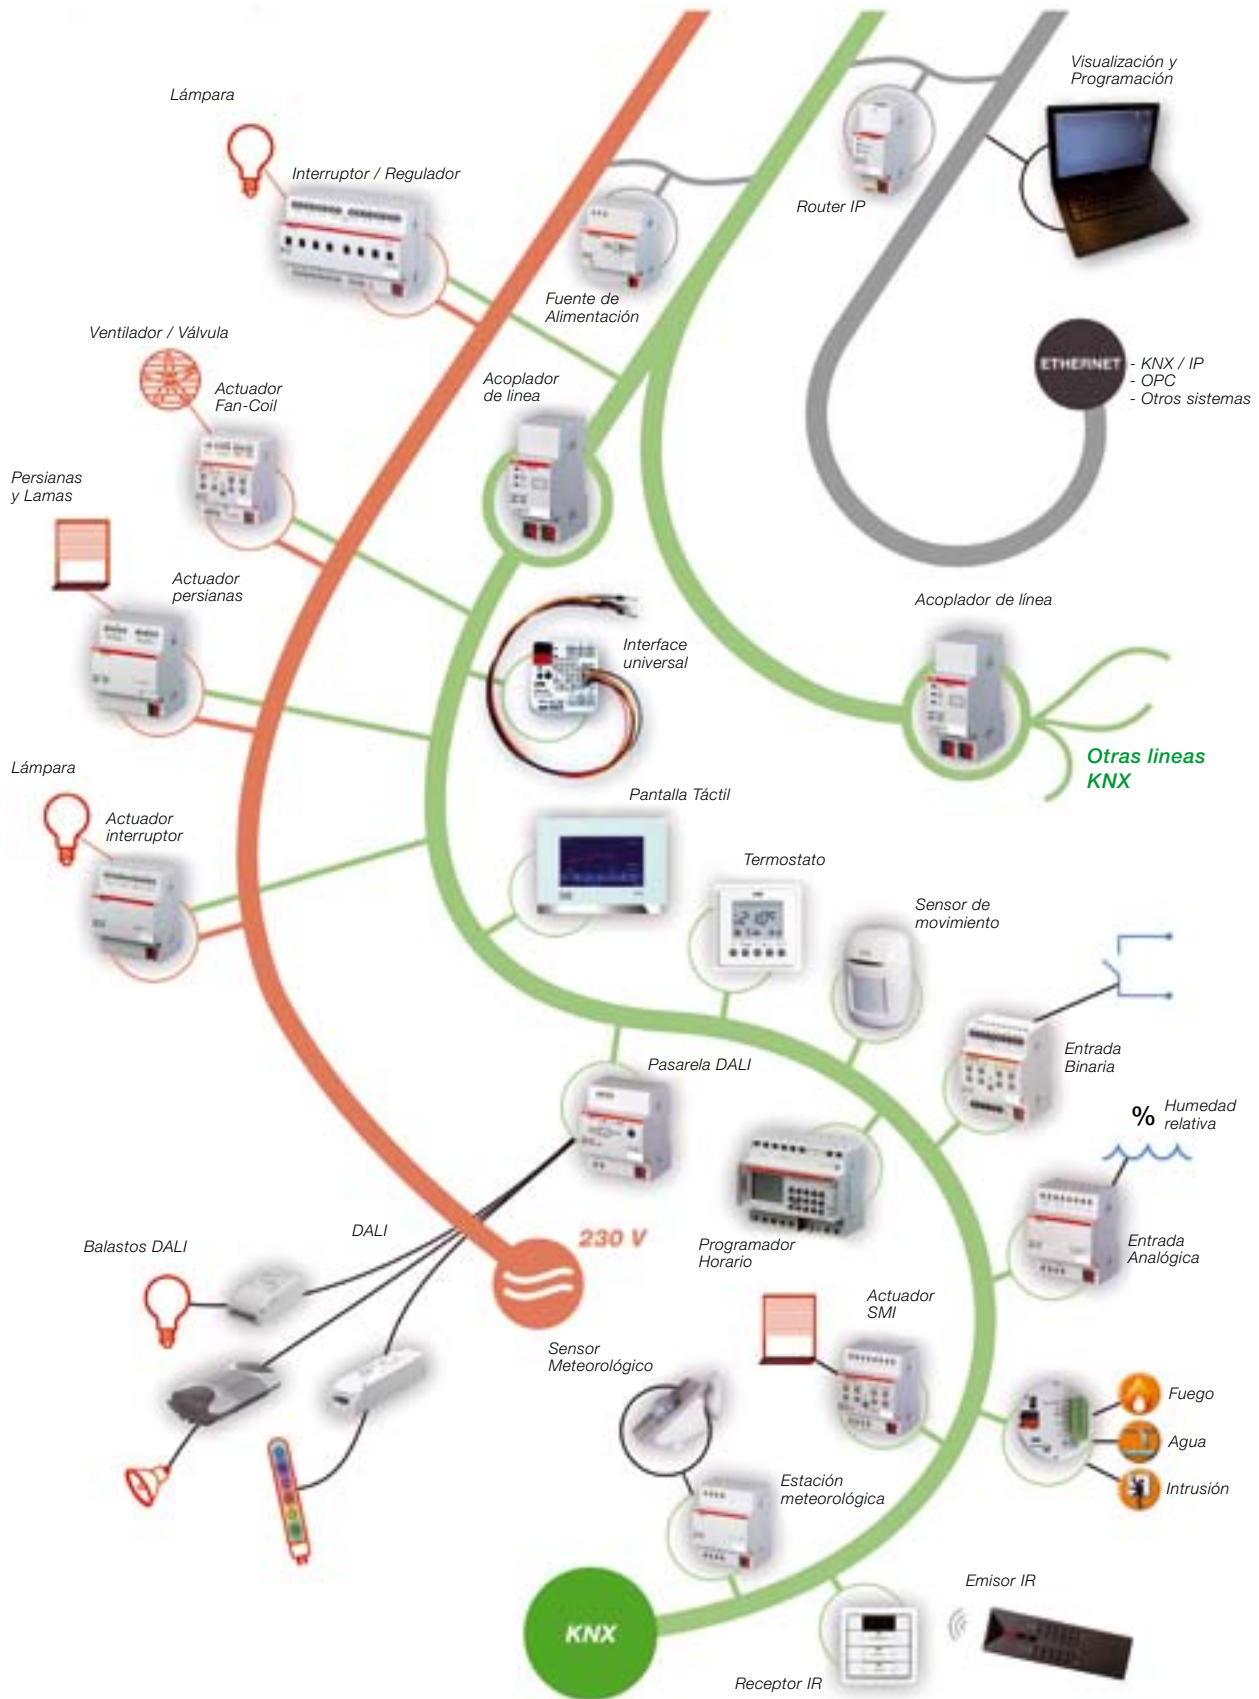 Visualización y
Programación
Lámpara
Interruptor / Regulador
Router IP
Fuente de
Alimentación
Ventilador / Válvula
Actuador
Fan-Coil
Acoplador
de linea
ETHERNET
- KNX / IP
- OPC
- Otros sistemas
Persianas
y Lamas
Actuador
persianas
Acoplador de línea
Interface
universal
Otras lineas
KNX
Lámpara
Actuador
interruptor
Pantalla Táctil
Termostato
Sensor de
movimiento
Entrada
Binaria
Pasarela DALI
% Humedad
relativa
DALI
Balastos DALI
230 V
Programador
Horario
Entrada
Analógica
Actuador
SMI
Sensor
Meteorológico
Fuego
Agua
Intrusión
Estación
meteorológica
KNX
Emisor IR
Receptor IR